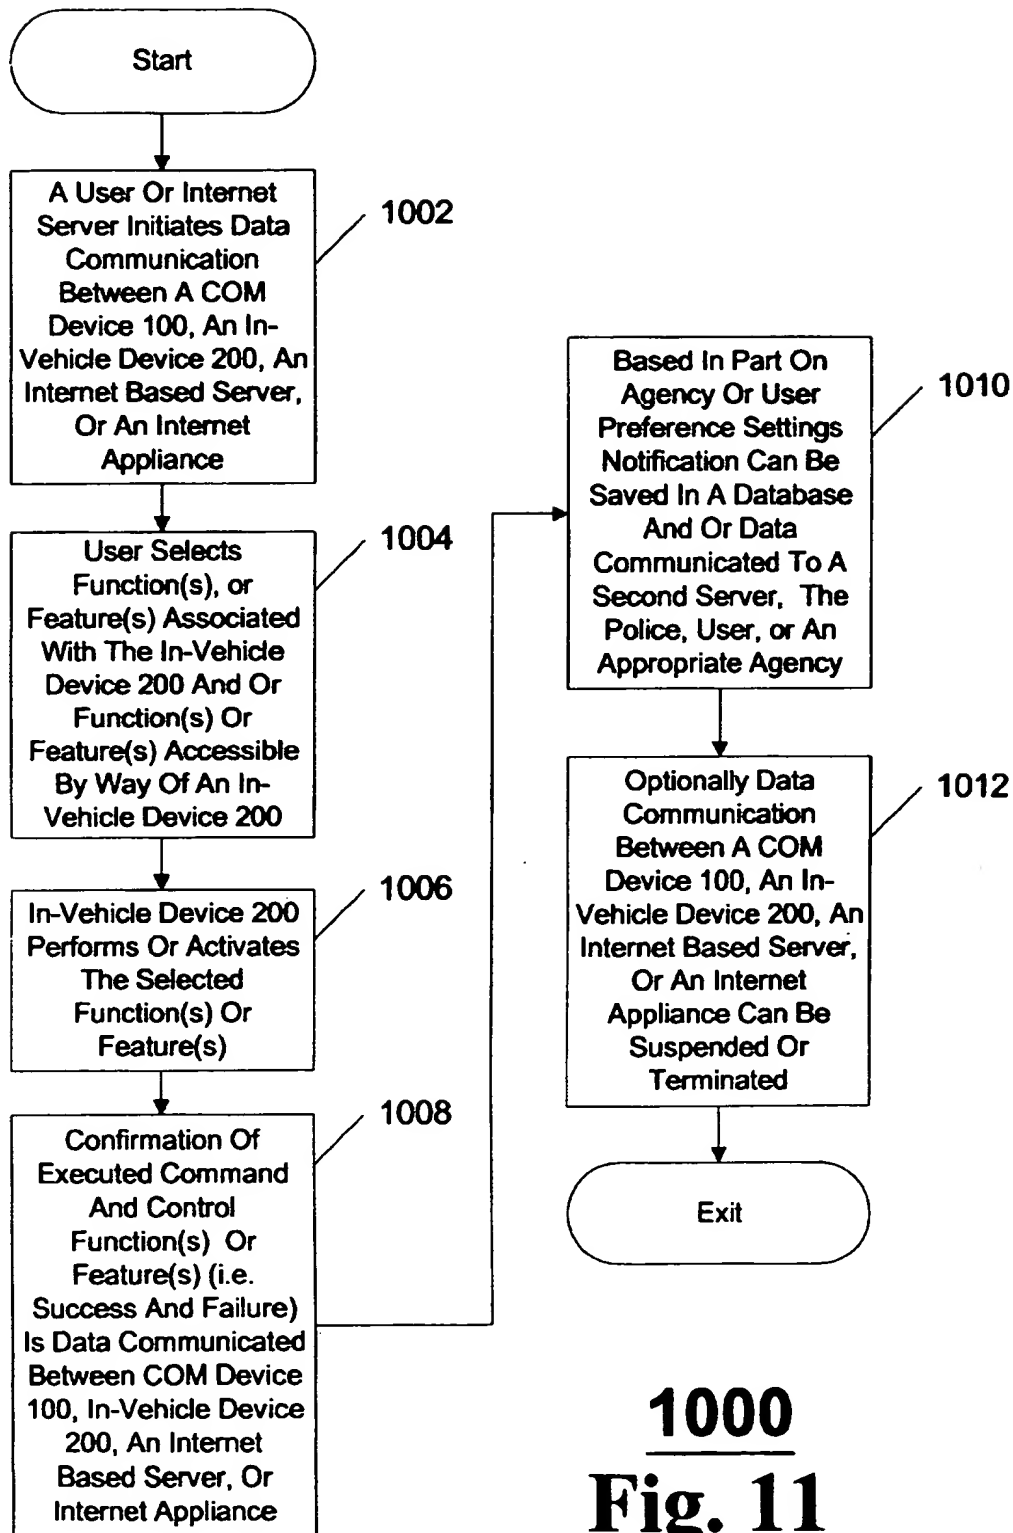 Start
A User Or Internet
Server Initiates Data
Communication
Between A COM
Device 100, An In-
Vehicle Device 200, An
Internet Based Server,
Or An Internet
Appliance
1002
User Selects
Function(s), or
Feature(s) Associated
With The In-Vehicle
Device 200 And Or
Function(s) Or
Feature(s) Accessible
By Way Of An In-
Vehicle Device 200
1004
In-Vehicle Device 200
Performs Or Activates
The Selected
Function(s) Or
Feature(s)
1006
Confirmation Of
Executed Command
And Control
Function(s) Or
Feature(s) (i.e.
Success And Failure)
Is Data Communicated
Between COM Device
100, In-Vehicle Device
200, An Internet
Based Server, Or
Internet Appliance
1008
Based In Part On
Agency Or User
Preference Settings
Notification Can Be
Saved In A Database
And Or Data
Communicated To A
Second Server, The
Police, User, or An
Appropriate Agency
1010
Optionally Data
Communication
Between A COM
Device 100, An In-
Vehicle Device 200, An
Internet Based Server,
Or An Internet
Appliance Can Be
Suspended Or
Terminated
1012
Exit
1000
Fig. 11